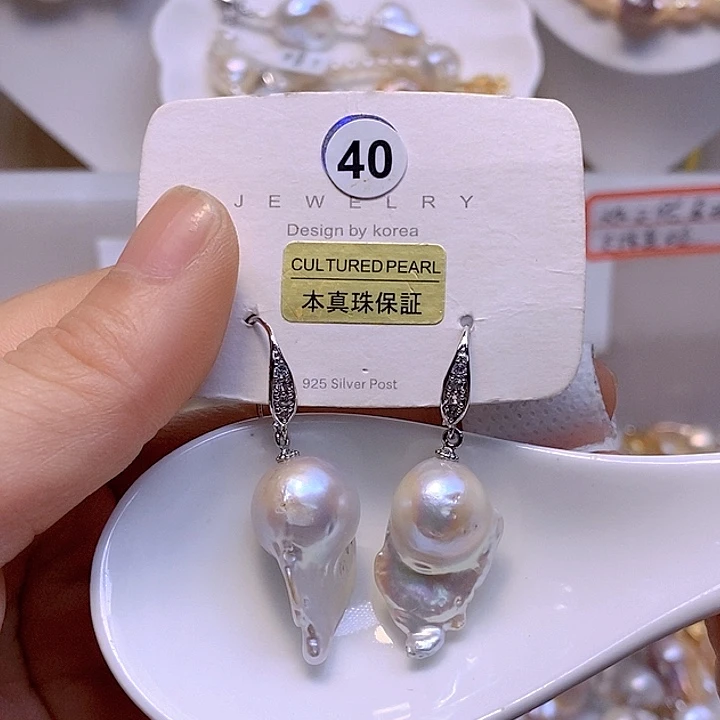 40
JEWELRY
Design by korea
CULTURED PEARL
本真珠保証
925 Silver Post